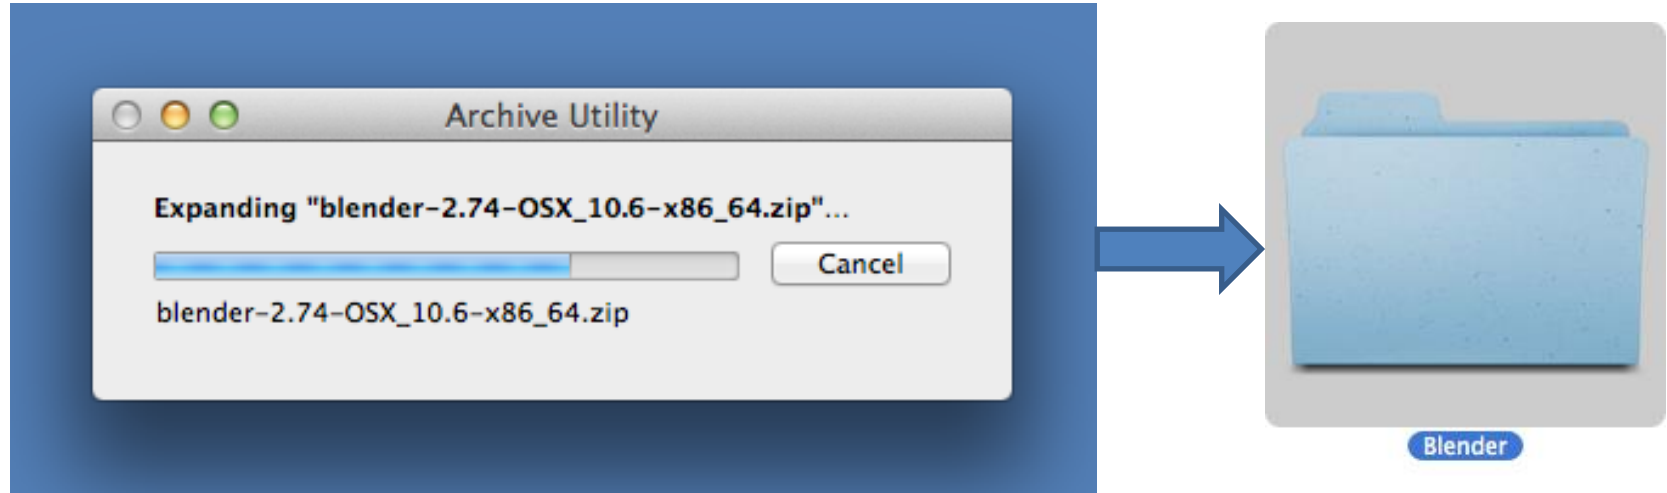 Archive Utility
Expanding "blender-2.74-OSX_10.6-x86_64.zip"...
Cancel
blender-2.74-OSX_10.6-x86_64.zip
Blender